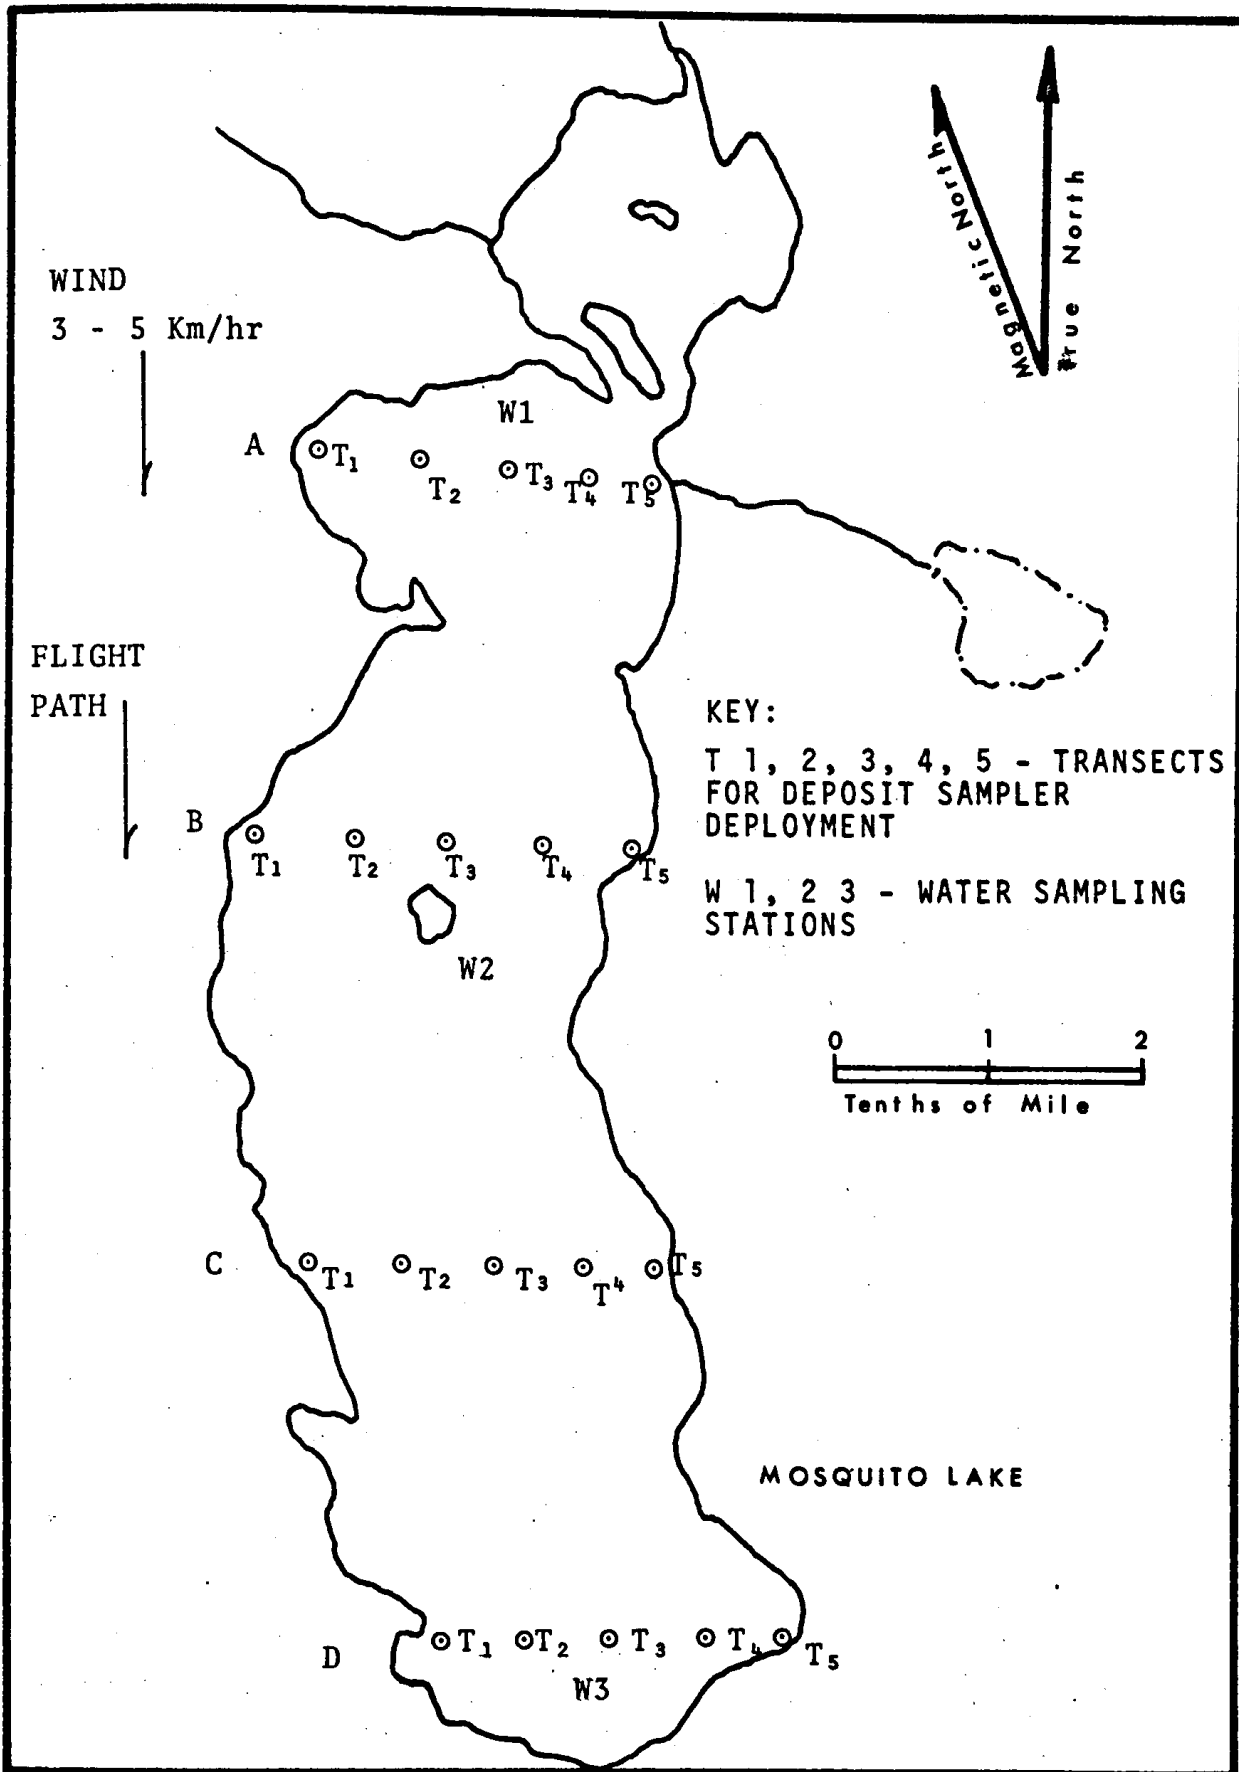 Magnetic North
True North
WIND
3 - 5 Km/hr
W1
A
T1
T2
T3
T4
T5
FLIGHT
PATH
KEY:
T 1, 2, 3, 4, 5 - TRANSECTS
FOR DEPOSIT SAMPLER
DEPLOYMENT
B
T1
T2
T3
T4
T5
W 1, 2 3 - WATER SAMPLING
STATIONS
W2
0 1 2
Tenths of Mile
C
T1
T2
T3
T4
T5
MOSQUITO LAKE
D
T1
T2
T3
T4
T5
W3